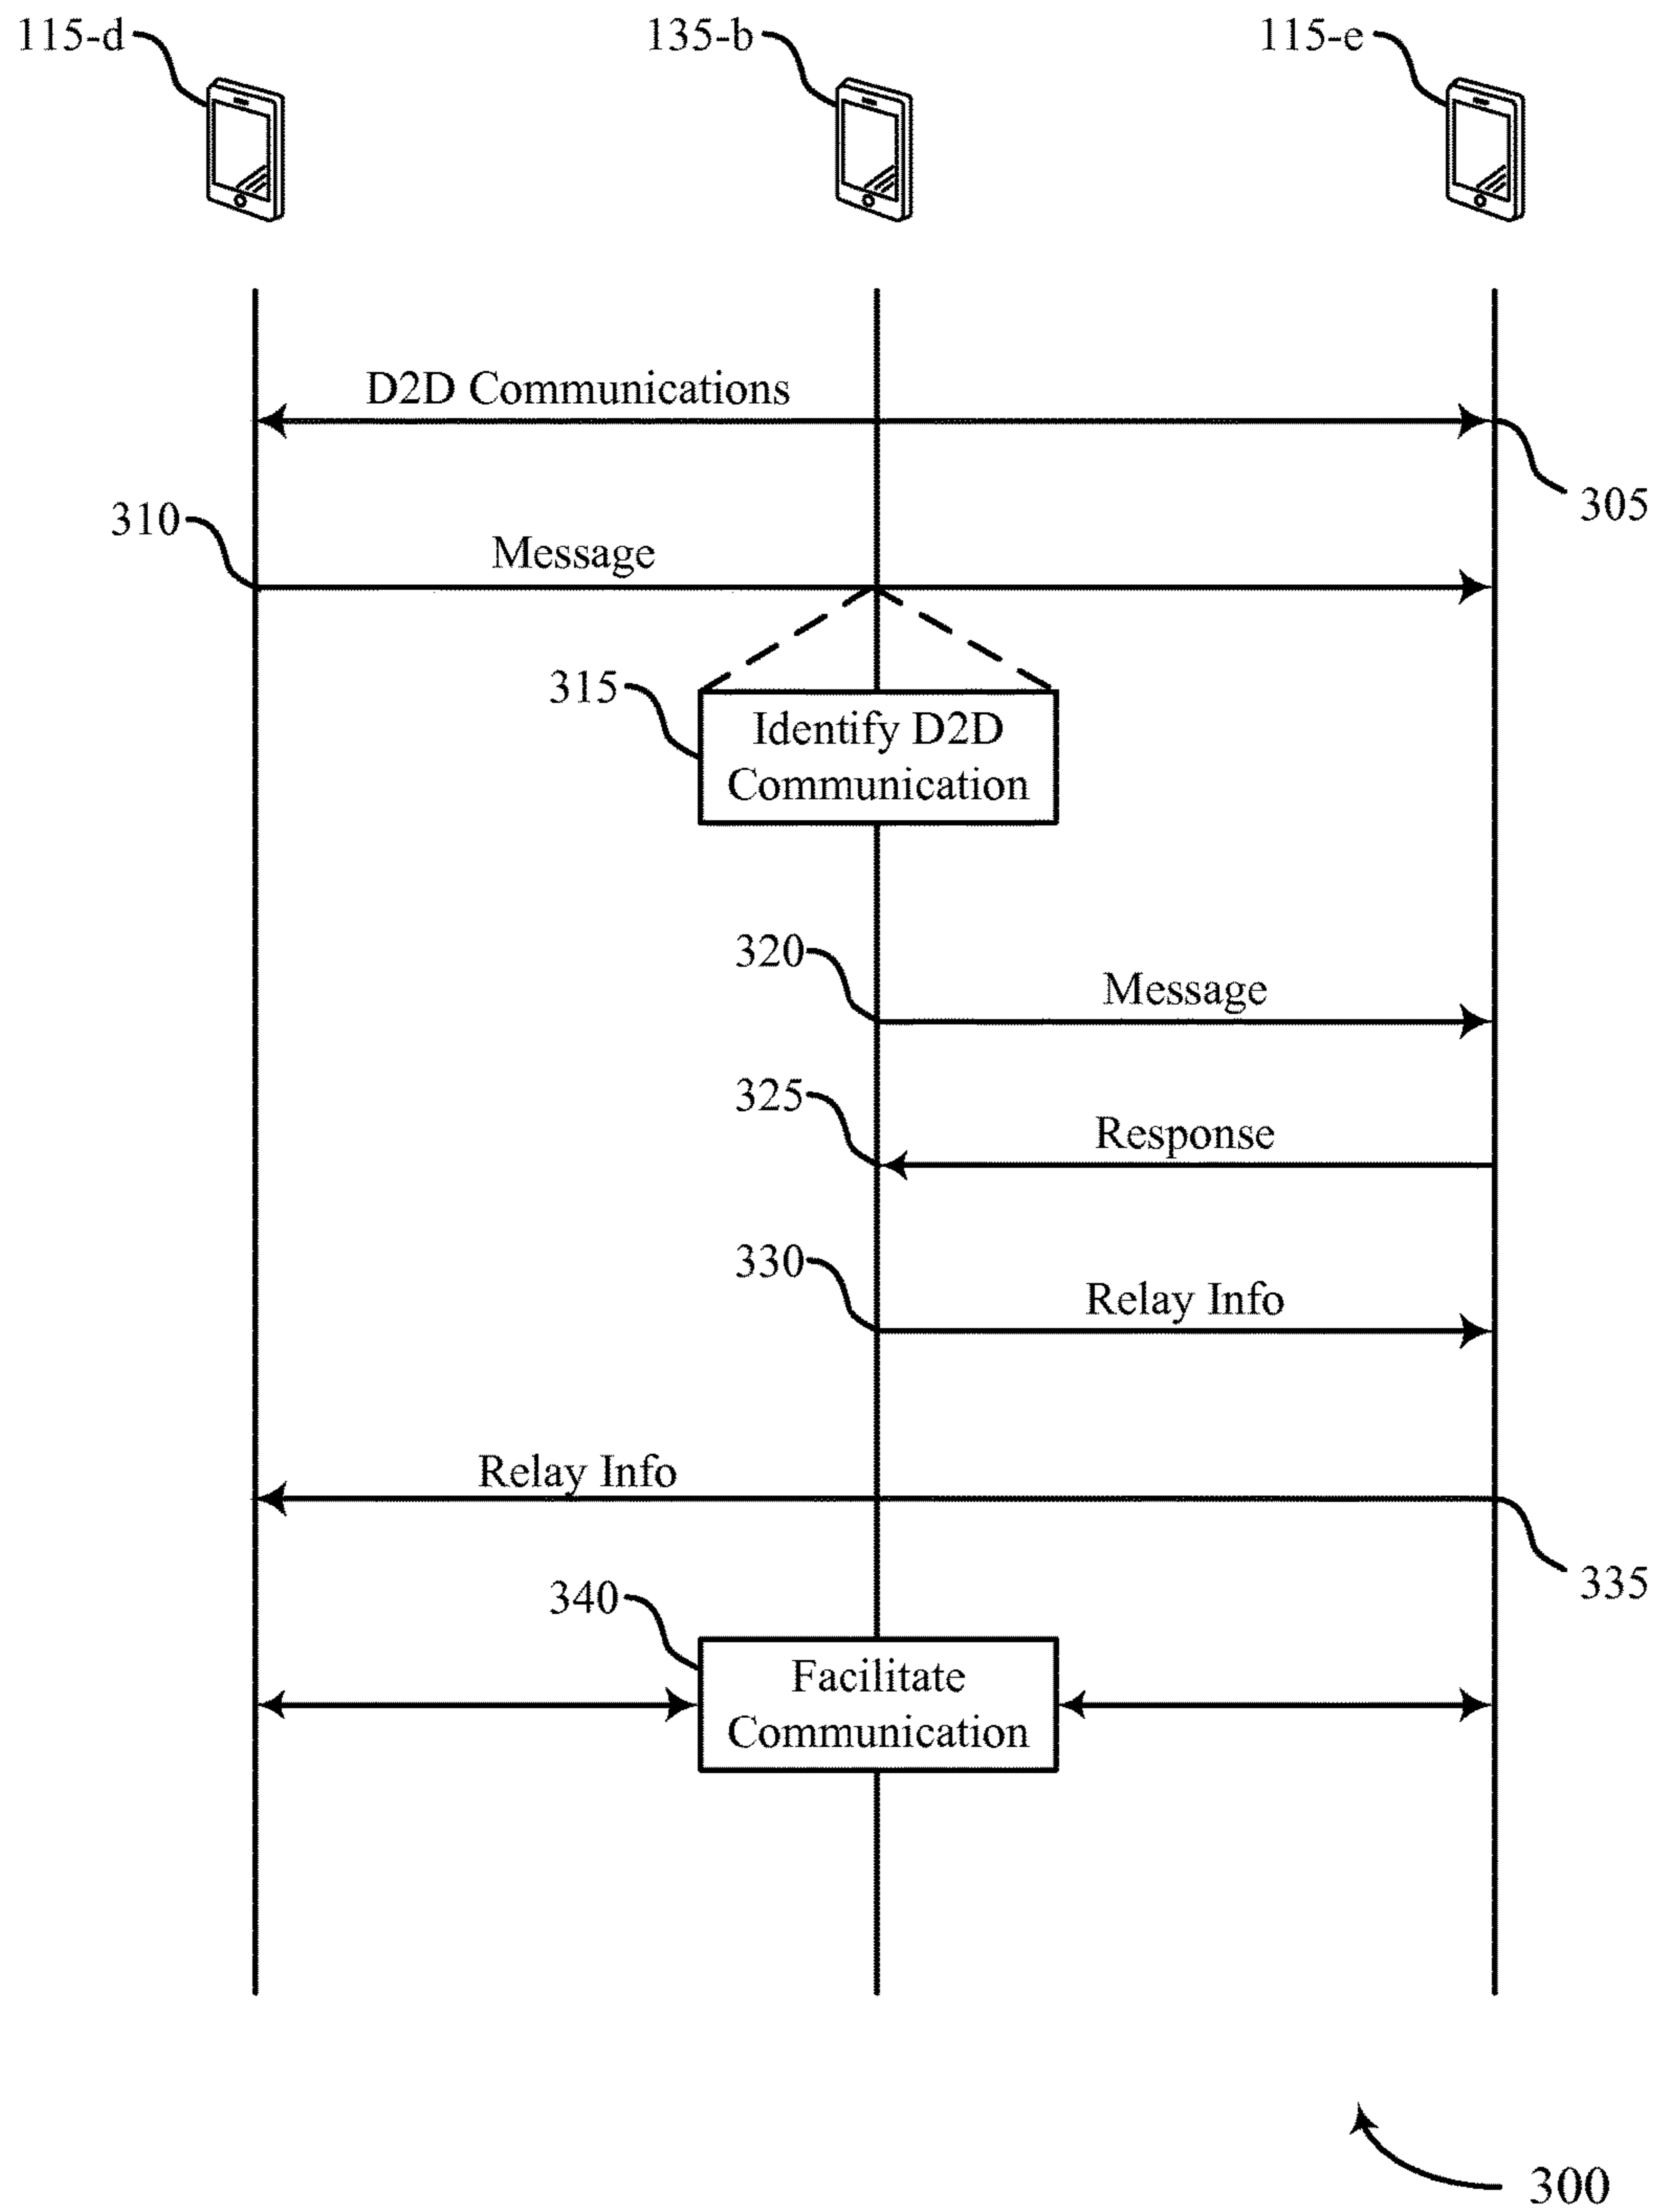 115-d
135-b
115-e
D2D Communications
305
310
Message
315
Identify D2D
Communication
320
Message
325
Response
330
Relay Info
Relay Info
335
340
Facilitate
Communication
300